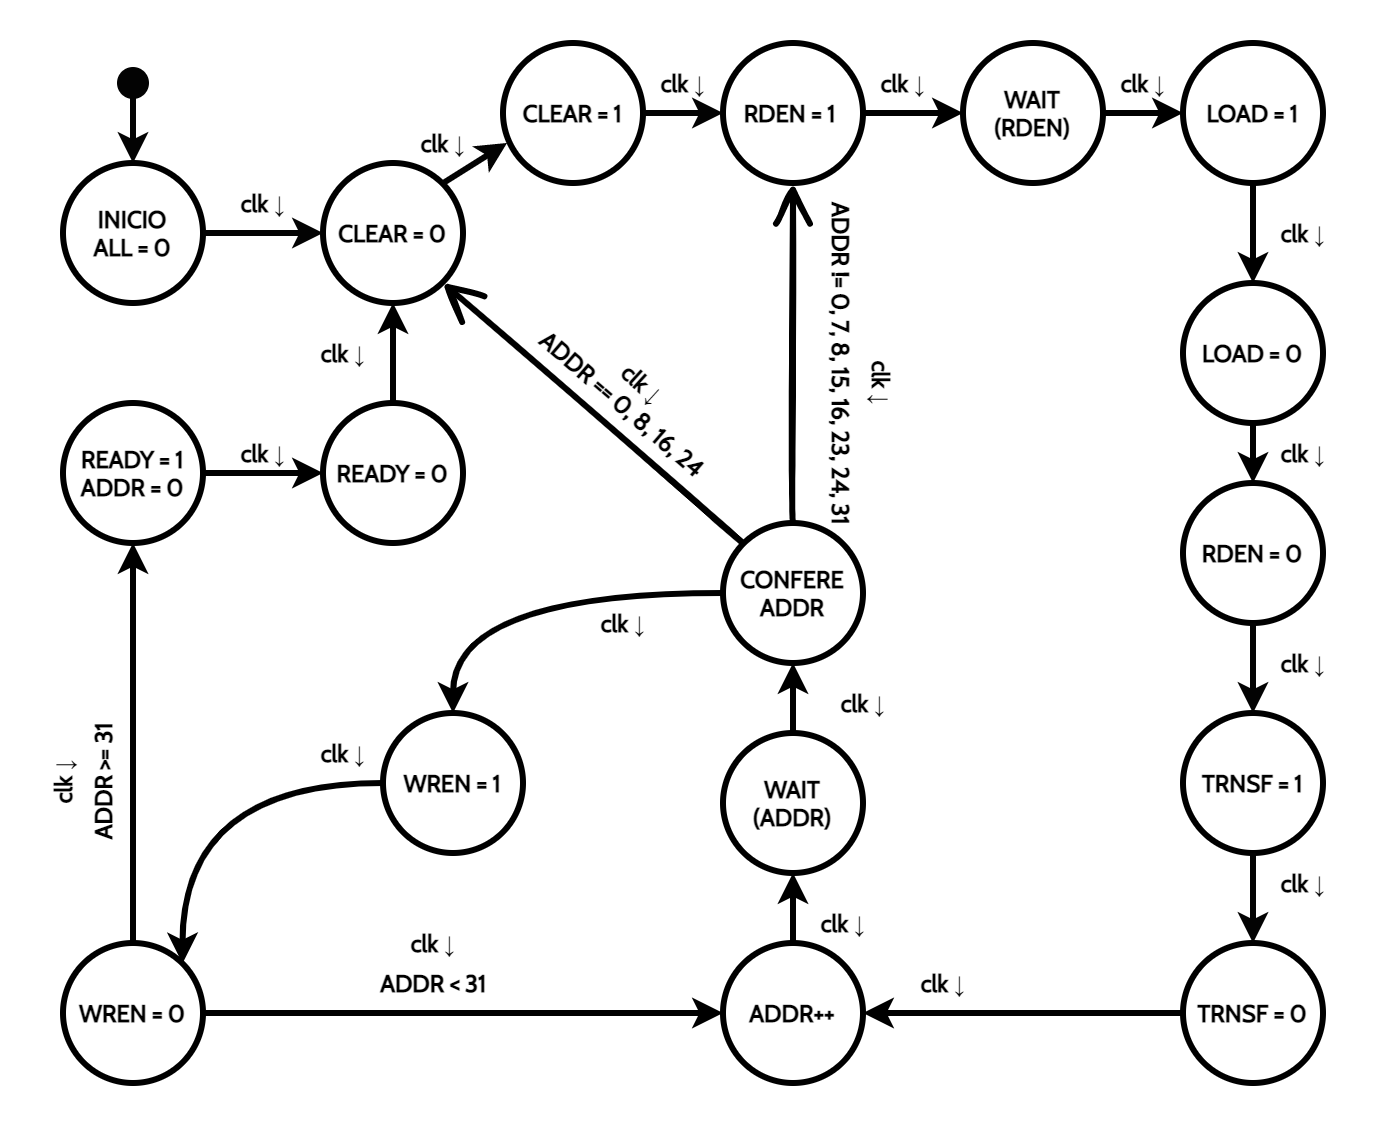 clk ↓
clk ↓
clk ↓
CLEAR = 1
RDEN = 1
WAIT
(RDEN)
LOAD = 1
clk ↓
clk ↓
INICIO
ALL = 0
CLEAR = 0
ADDR != 0, 7, 8, 15, 16, 23, 24, 31
clk ↓
clk ↓
clk ↓
LOAD = 0
ADDR == 0, 8, 16, 24
clk ↓
READY = 1
ADDR = 0
clk ↓
READY = 0
clk ↓
RDEN = 0
CONFERE
ADDR
clk ↓
clk ↓
clk ↓
clk ↓
ADDR >= 31
clk ↓
WREN = 1
WAIT
(ADDR)
TRNSF = 1
clk ↓
clk ↓
clk ↓
ADDR < 31
clk ↓
WREN = 0
ADDR++
TRNSF = 0